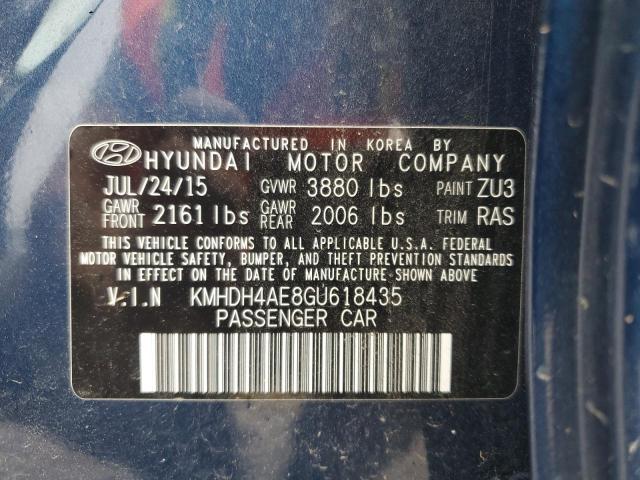 MANUFACTURED IN KOREA BY
HYUNDAI MOTOR COMPANY
JUL/24/15 GVWR 3880 lbs PAINT ZU3
GAWR FRONT 2161 lbs GAWR REAR 2006 lbs TRIM RAS
THIS VEHICLE CONFORMS TO ALL APPLICABLE U.S.A. FEDERAL
MOTOR VEHICLE SAFETY, BUMPER, AND THEFT PREVENTION STANDARDS
IN EFFECT ON THE DATE OF MANUFACTURE SHOWN ABOVE.
V.I.N KMHDH4AE8GU618435
PASSENGER CAR